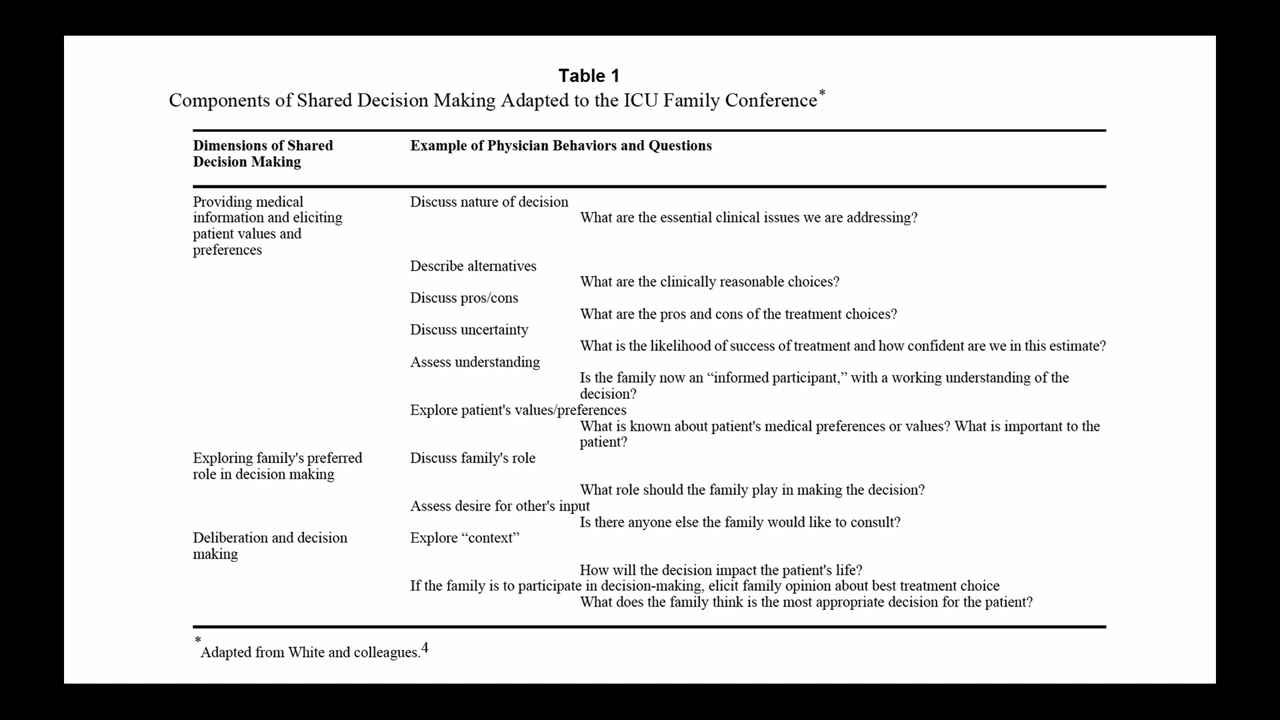 Table 1
Components of Shared Decision Making Adapted to the ICU Family Conference*
Dimensions of Shared
Decision Making
Example of Physician Behaviors and Questions
Providing medical
information and eliciting
patient values and
preferences
Discuss nature of decision
What are the essential clinical issues we are addressing?
Describe alternatives
What are the clinically reasonable choices?
Discuss pros/cons
What are the pros and cons of the treatment choices?
Discuss uncertainty
What is the likelihood of success of treatment and how confident are we in this estimate?
Assess understanding
Is the family now an “informed participant,” with a working understanding of the
decision?
Explore patient's values/preferences
What is known about patient's medical preferences or values? What is important to the
patient?
Exploring family's preferred
role in decision making
Discuss family's role
What role should the family play in making the decision?
Assess desire for other's input
Is there anyone else the family would like to consult?
Deliberation and decision
making
Explore “context”
How will the decision impact the patient's life?
If the family is to participate in decision-making, elicit family opinion about best treatment choice
What does the family think is the most appropriate decision for the patient?
*Adapted from White and colleagues.4